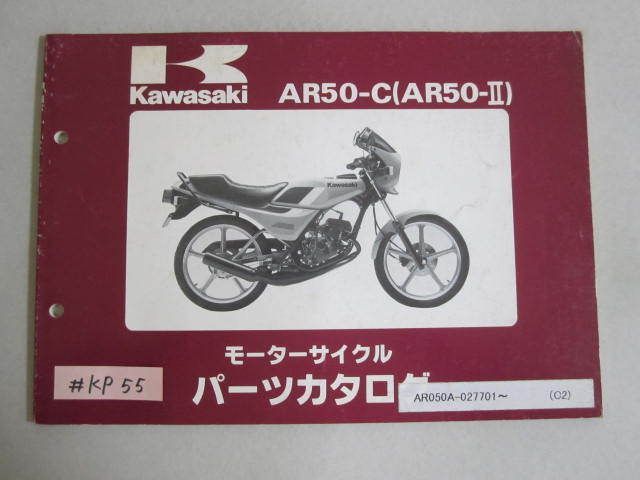 Kawasaki
AR50-C(AR50-Ⅱ)
Kawasaki
モーターサイクル
パーツカタログ
#KP 55
AR050A-027701～ (C2)